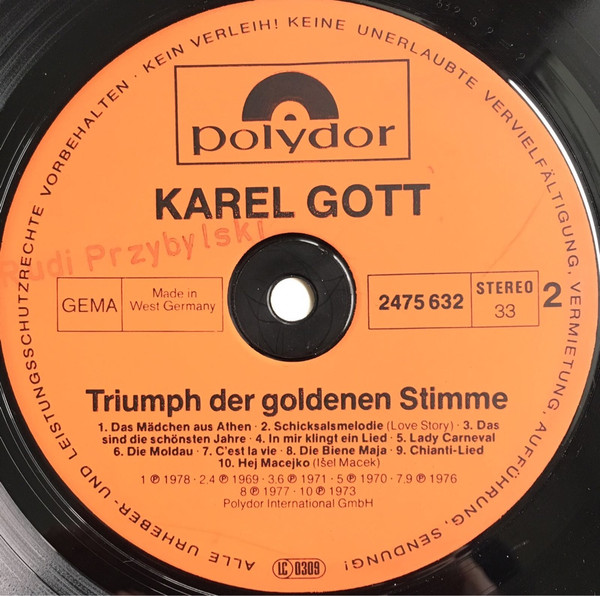 ALLE URHEBER- UND LEISTUNGSSCHUTZRECHTE VORBEHALTEN · KEIN VERLEIH! KEINE UNERLAUBTE VERVIELFÄLTIGUNG, VERMIETUNG, AUFFÜHRUNG, SENDUNG!
polydor
KAREL GOTT
Rudi Przybylski
GEMA
Made in
West Germany
2475 632
STEREO
33
2
Triumph der goldenen Stimme
1. Das Mädchen aus Athen · 2. Schicksalsmelodie (Love Story) · 3. Das
sind die schönsten Jahre · 4. In mir klingt ein Lied · 5. Lady Carneval
6. Die Moldau · 7. C'est la vie · 8. Die Biene Maja · 9. Chianti-Lied
10. Hej Macejko (Išel Macek)
1 ℗ 1978 · 2.4 ℗ 1969 · 3.6 ℗ 1971 · 5 ℗ 1970 · 7.9 ℗ 1976
8 ℗ 1977 · 10 ℗ 1973
Polydor International GmbH
LC 0309